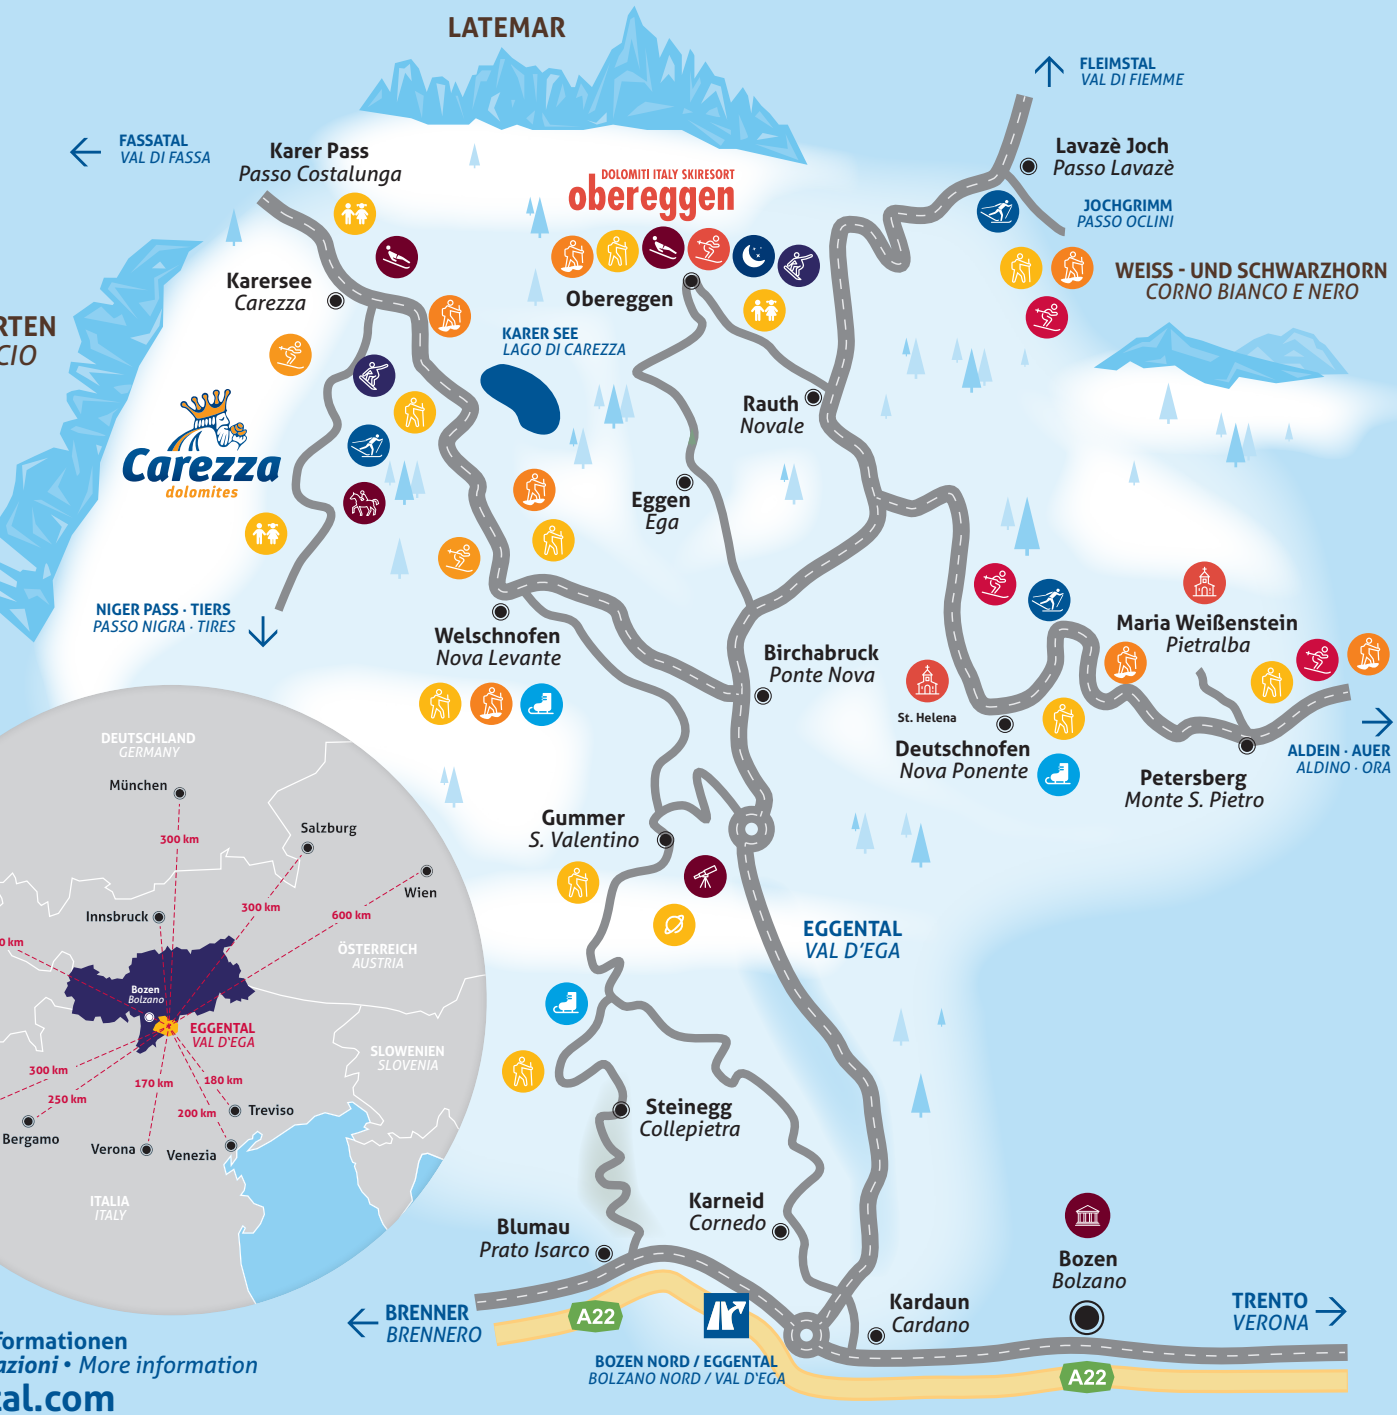 LATEMAR
FLEIMSTAL
VAL DI FIEMME
FASSATAL
VAL DI FASSA
Karer Pass
Passo Costalunga
Lavazè Joch
Passo Lavazè
DOLOMITI ITALY SKIRESORT
obereggen
JOCHGRIMM
PASSO OCLINI
Karersee
Carezza
Obereggen
WEISS - UND SCHWARZHORN
CORNO BIANCO E NERO
RTEN
CIO
KARER SEE
LAGO DI CAREZZA
Rauth
Novale
Carezza
dolomites
Eggen
Ega
NIGER PASS · TIERS
PASSO NIGRA · TIRES
Welschnofen
Nova Levante
Birchabruck
Ponte Nova
Maria Weißenstein
Pietralba
St. Helena
Deutschnofen
Nova Ponente
Petersberg
Monte S. Pietro
ALDEIN · AUER
ALDINO · ORA
Gummer
S. Valentino
EGGENTAL
VAL D'EGA
DEUTSCHLAND
GERMANY
München
300 km
Salzburg
Wien
Innsbruck
300 km
600 km
0 km
ÖSTERREICH
AUSTRIA
Bozen
Bolzano
EGGENTAL
VAL D'EGA
SLOWENIEN
SLOVENIA
300 km
250 km
170 km
180 km
200 km
Treviso
Bergamo
Verona
Venezia
ITALIA
ITALY
Steinegg
Collepietra
Karneid
Cornedo
Blumau
Prato Isarco
Bozen
Bolzano
Kardaun
Cardano
BRENNER
BRENNERO
A22
TRENTO
VERONA
BOZEN NORD / EGGENTAL
BOLZANO NORD / VAL D'EGA
A22
formationen
azioni • More information
tal.com